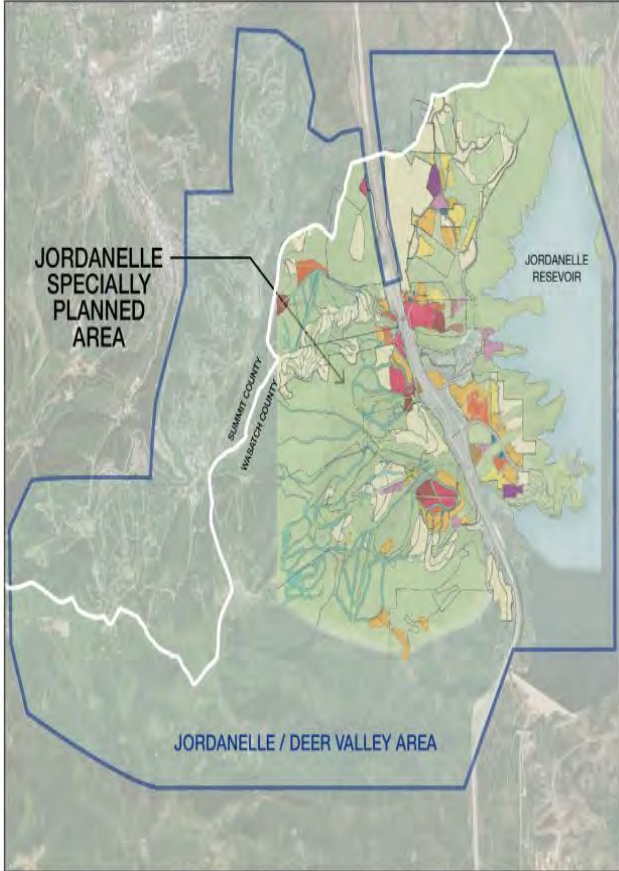 JORDANELLE
SPECIALLY
PLANNED
AREA
JORDANELLE
RESEVOIR
SUMMIT COUNTY
WASATCH COUNTY
JORDANELLE / DEER VALLEY AREA